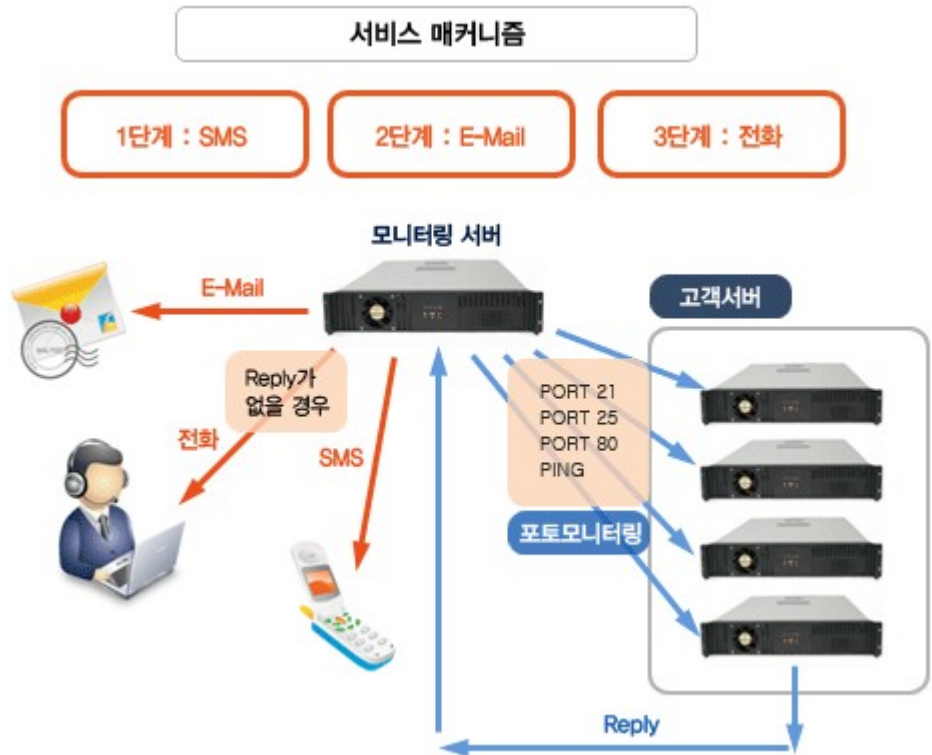 서비스 매커니즘
1단계 : SMS
2단계 : E-Mail
3단계 : 전화
모니터링 서버
E-Mail
고객서버
Reply가
없을 경우
전화
SMS
PORT 21
PORT 25
PORT 80
PING
포토모니터링
Reply